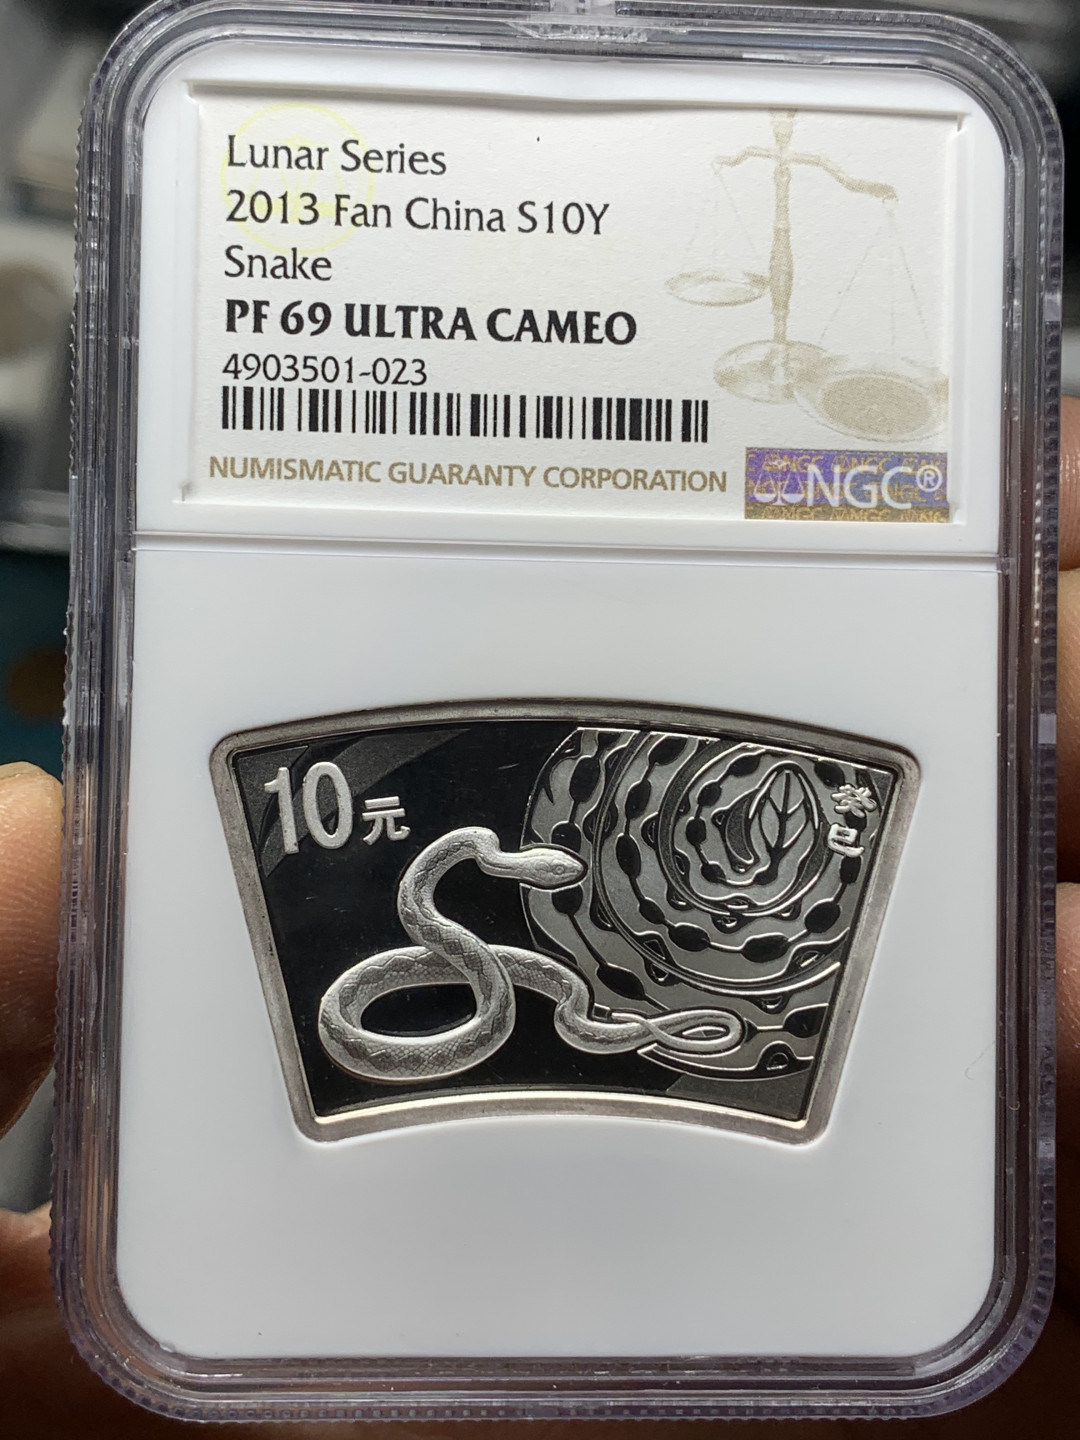 Lunar Series
2013 Fan China S10Y
Snake
PF 69 ULTRA CAMEO
4903501-023
NUMISMATIC GUARANTY CORPORATION
NGC®
10元
癸巳